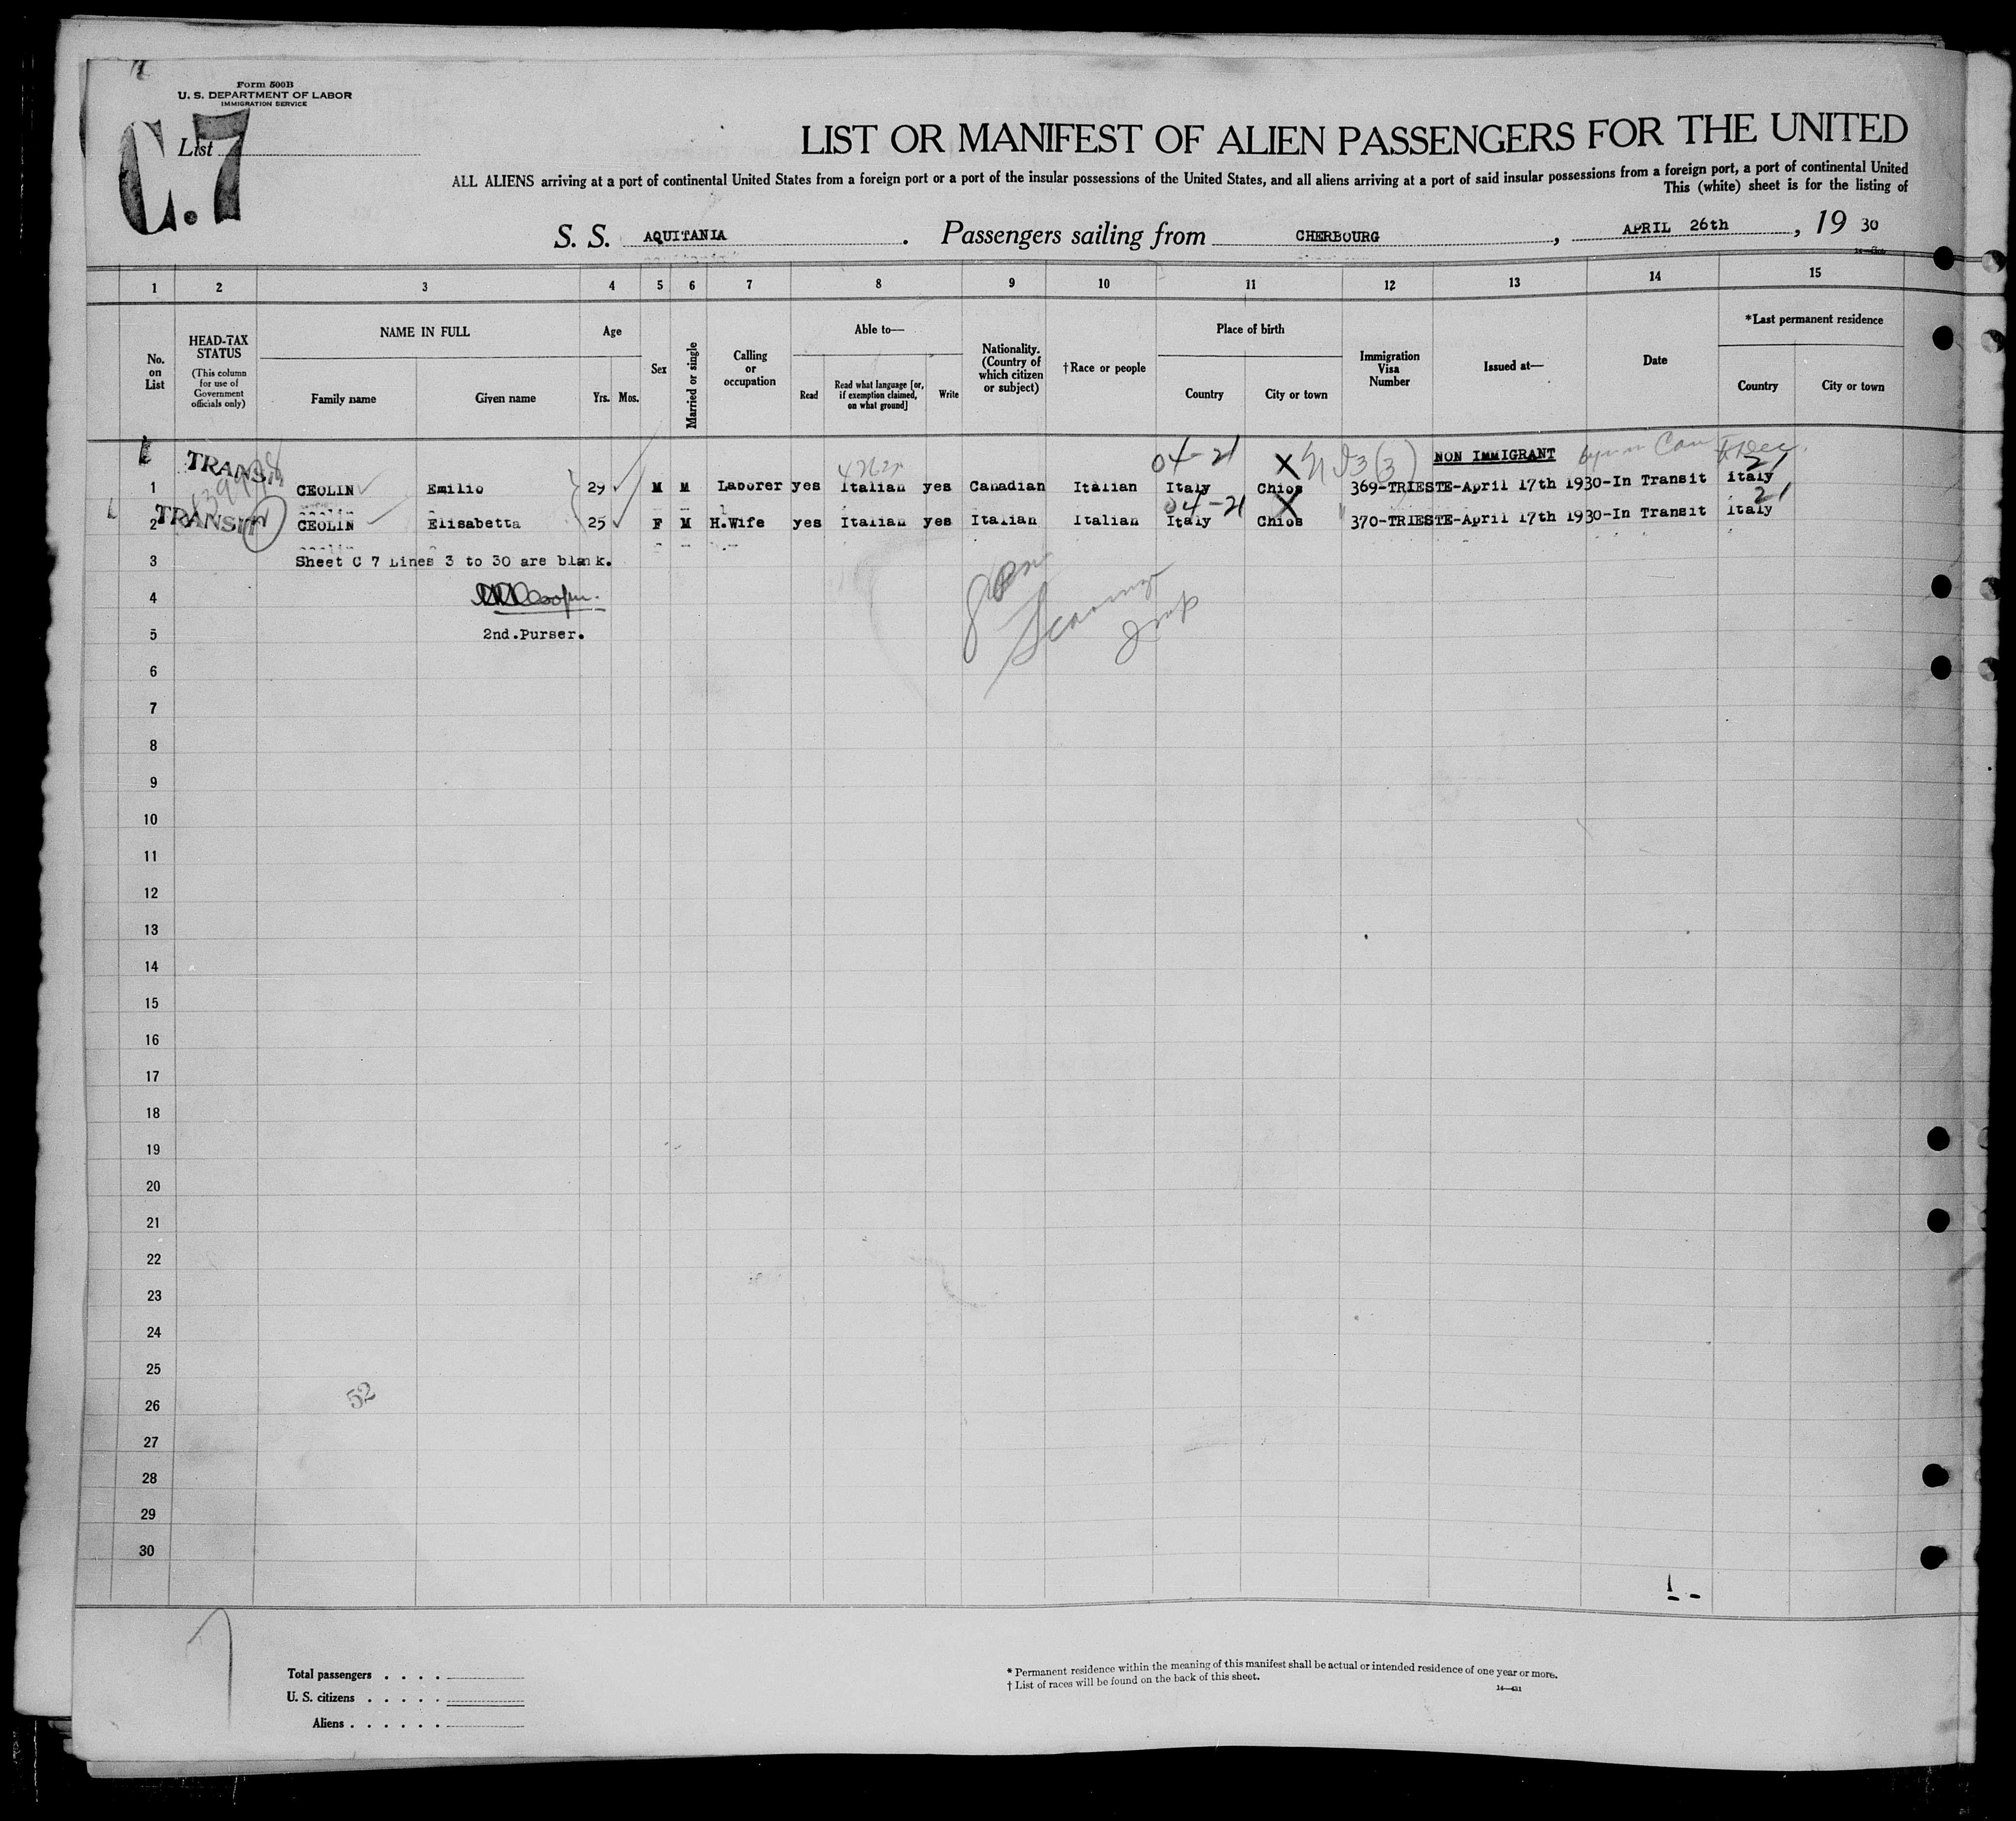 Form 500B
U. S. DEPARTMENT OF LABOR
IMMIGRATION SERVICE
C.7
List
LIST OR MANIFEST OF ALIEN PASSENGERS FOR THE UNITED
ALL ALIENS arriving at a port of continental United States from a foreign port or a port of the insular possessions of the United States, and all aliens arriving at a port of said insular possessions from a foreign port, a port of continental United
This (white) sheet is for the listing of
S. S. AQUITANIA . Passengers sailing from CHERBOURG , APRIL 26th , 19 30
1 2 3 4 5 6 7 8 9 10 11 12 13 14 15
No. on List
HEAD-TAX STATUS (This column for use of Government officials only)
NAME IN FULL
Family name Given name
Age
Yrs. Mos.
Sex
Married or single
Calling or occupation
Able to—
Read Read what language [or, if exemption claimed, on what ground] Write
Nationality. (Country of which citizen or subject)
†Race or people
Place of birth
Country City or town
Immigration Visa Number
Issued at—
Date
*Last permanent residence
Country City or town
04-21 X NON IMMIGRANT
TRANSIT
1 CEOLIN Emilio 29 M M Laborer yes Italian yes Canadian Italian Italy Chios 369-TRIESTE-April 17th 1930-In Transit Italy 21
04-21 X
TRANSIT
2 CEOLIN Elisabetta 25 F M H.Wife yes Italian yes Italian Italian Italy Chios 370-TRIESTE-April 17th 1930-In Transit Italy 21
3 Sheet C 7 Lines 3 to 30 are blank.
4
5 2nd.Purser.
6
7
8
9
10
11
12
13
14
15
16
17
18
19
20
21
22
23
24
25
52
26
27
28
29
30
1 -
Total passengers . . . .
U. S. citizens . . . . .
Aliens . . . . . .
* Permanent residence within the meaning of this manifest shall be actual or intended residence of one year or more.
† List of races will be found on the back of this sheet.